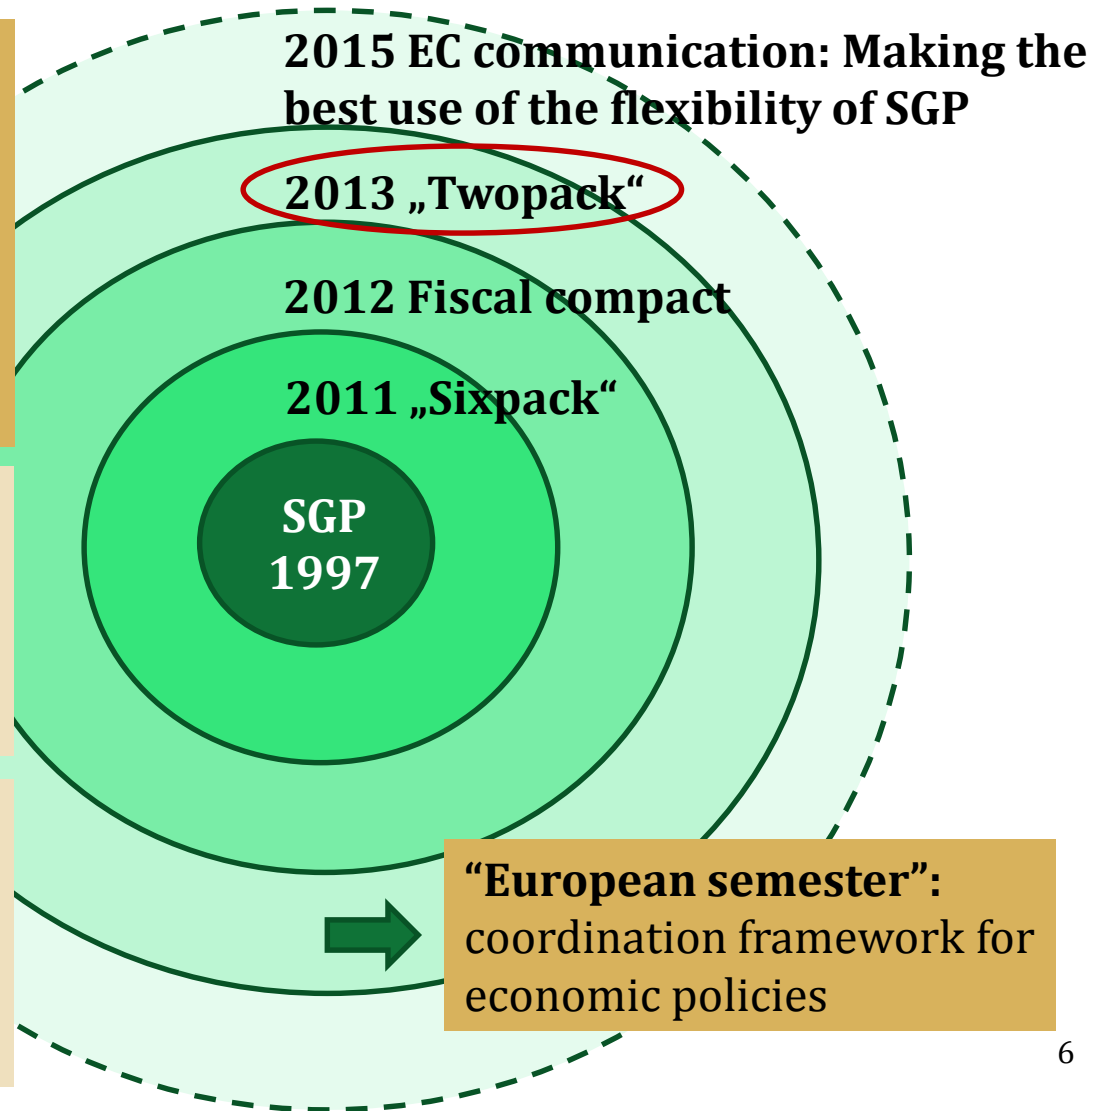 2015 EC communication: Making the
best use of the flexibility of SGP
2013 „Twopack“
2012 Fiscal compact
2011 „Sixpack“
SGP
1997
“European semester”:
coordination framework for
economic policies
6